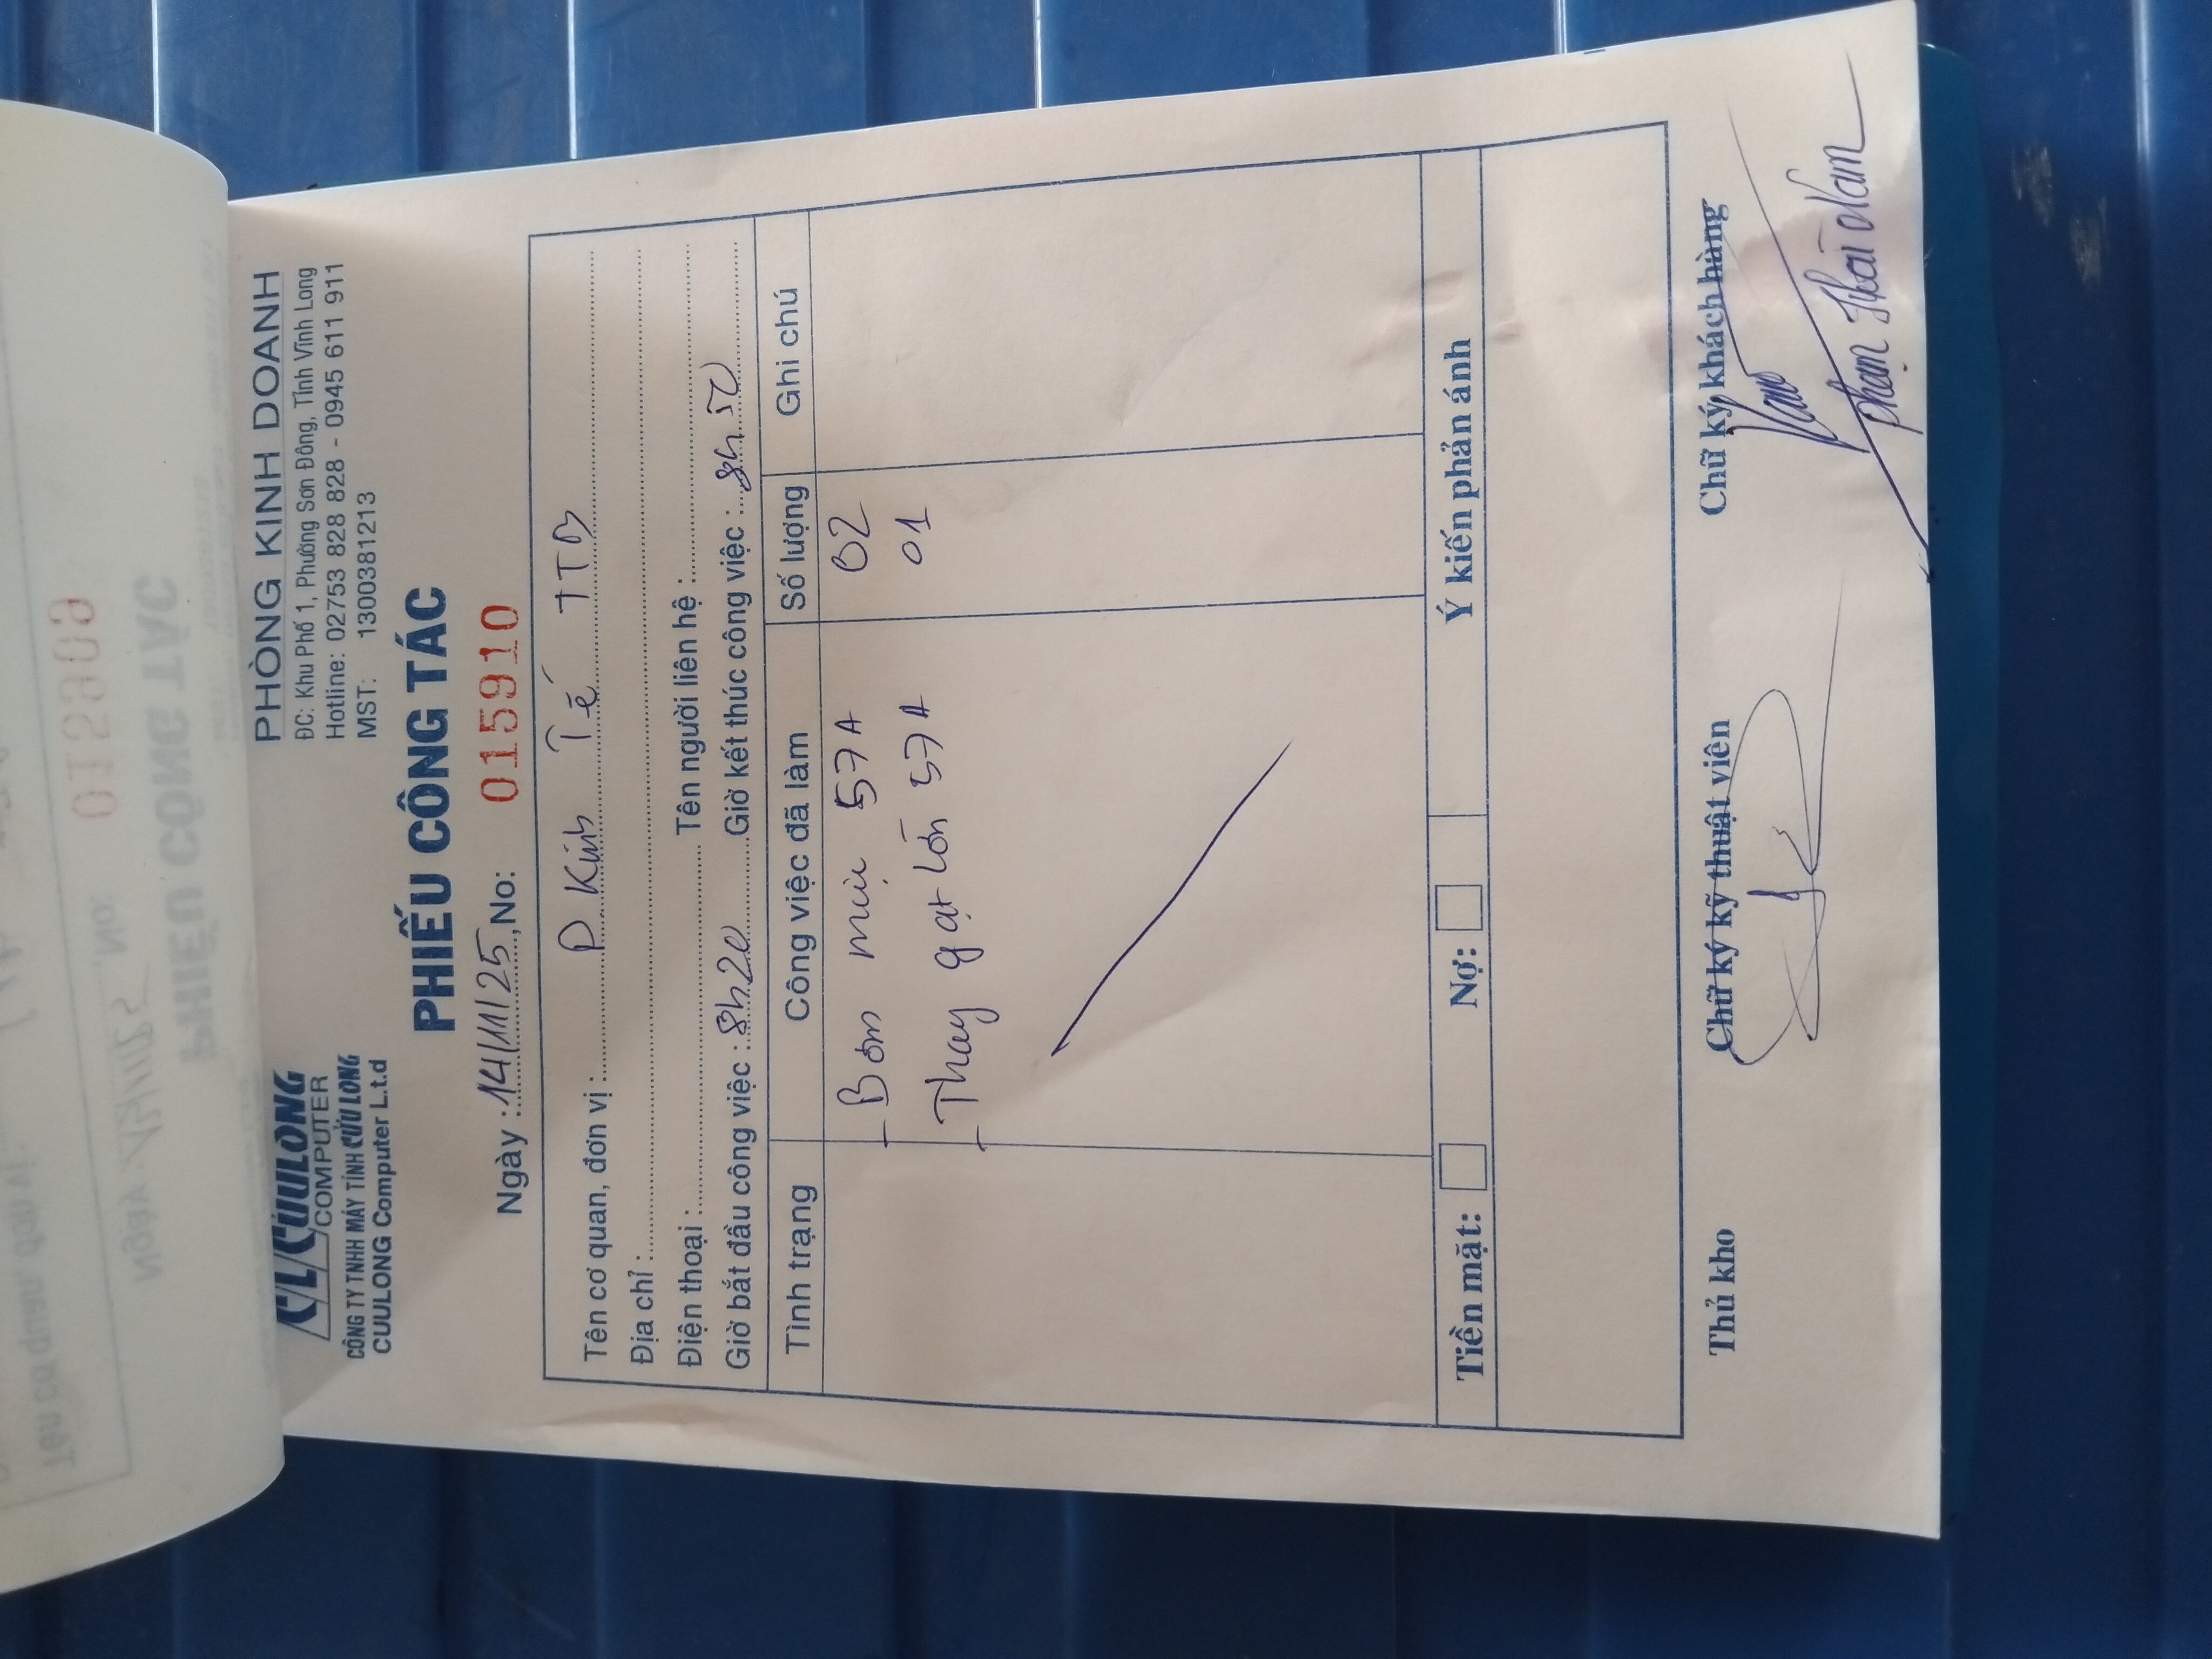 CL CỬULONG
COMPUTER
CÔNG TY TNHH MÁY TÍNH CỬU LONG
CUULONG Computer L.t.d
PHÒNG KINH DOANH
ĐC: Khu Phố 1, Phường Sơn Đông, Tỉnh Vĩnh Long
Hotline: 02753 828 828 - 0945 611 911
MST: 1300381213
PHIẾU CÔNG TÁC
Ngày : 14/11/25, No: 015910
Tên cơ quan, đơn vị : P Kinh Tế
Địa chỉ :
Điện thoại : Tên người liên hệ :
Giờ bắt đầu công việc : 8h20 Giờ kết thúc công việc : 8h
Tình trạng Công việc đã làm Số lượng Ghi chú
- Bơm mực 57A 02
- Thay gạt lớn 57A 01
Tiền mặt: Nợ: Ý kiến phản ánh
Thủ kho Chữ ký kỹ thuật viên Chữ ký khách hàng
Phạm Thái Nam